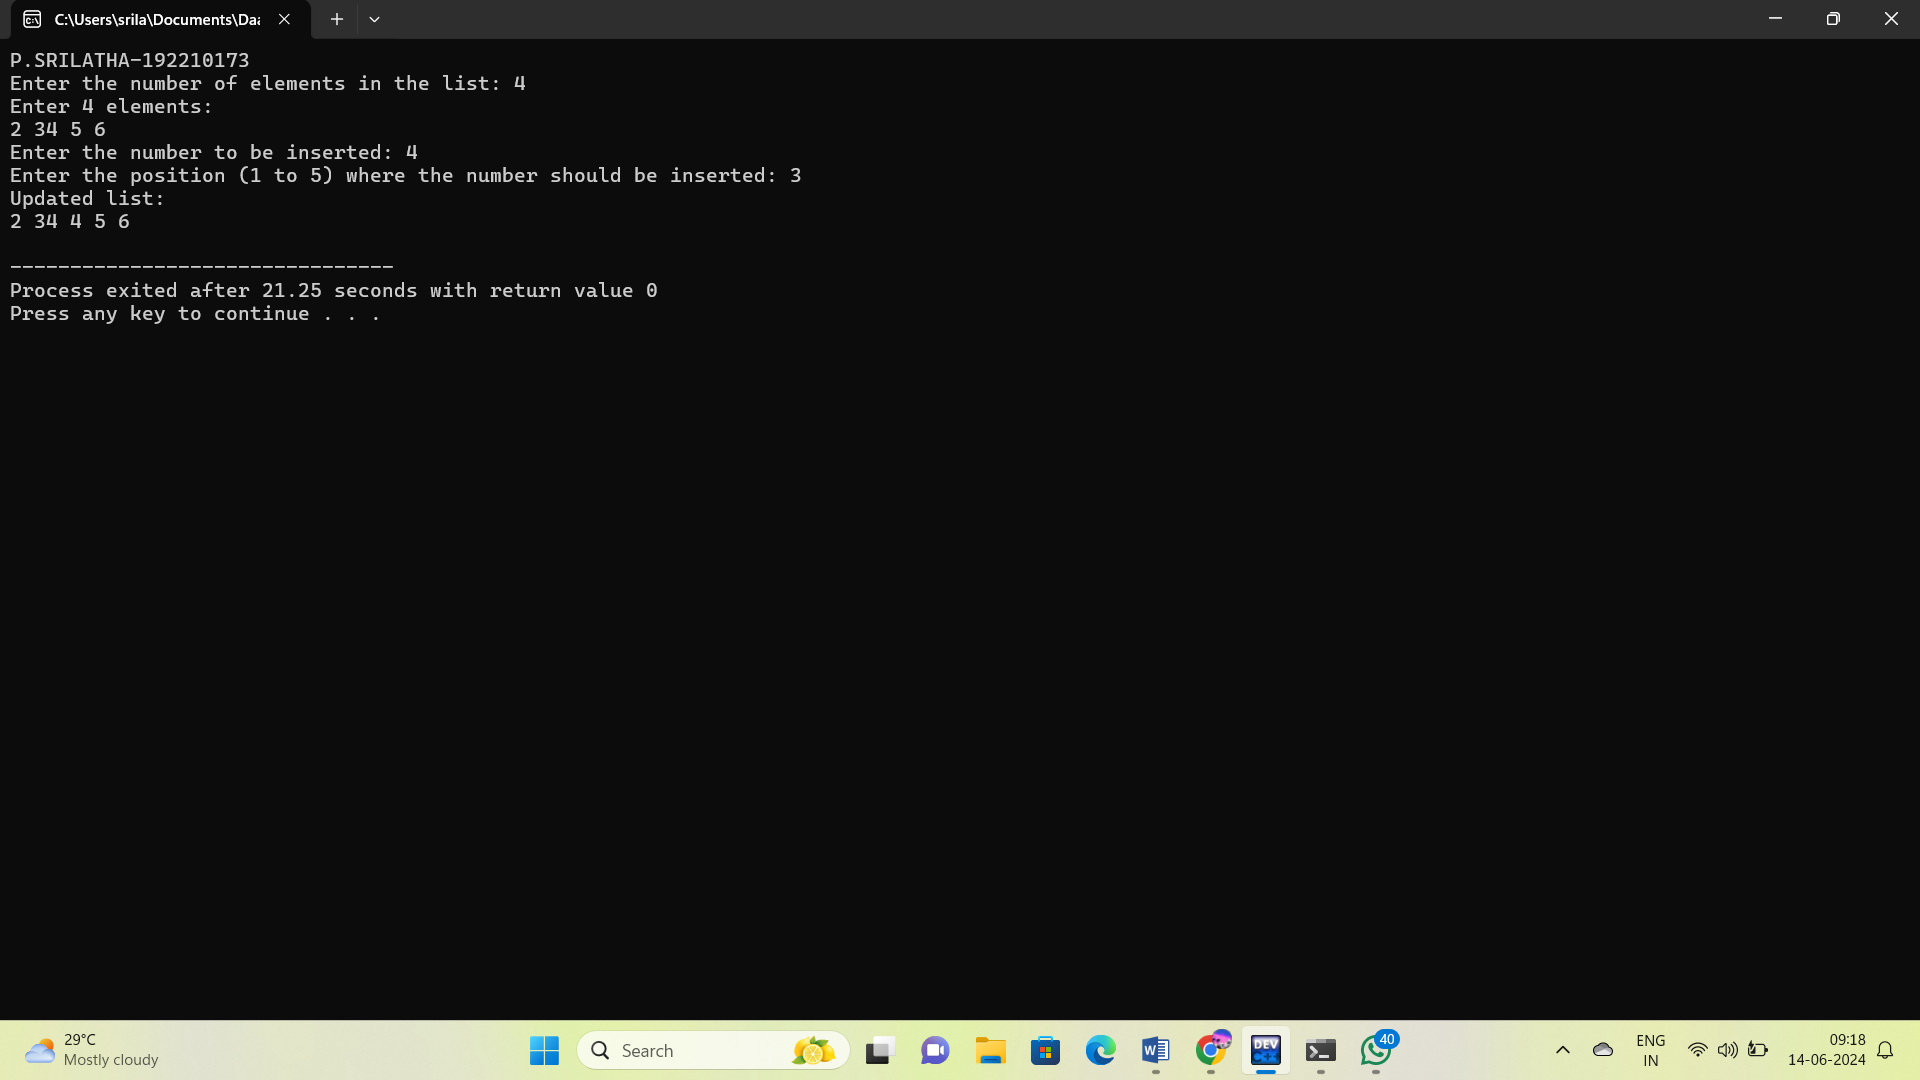 C:\Users\srila\Documents\Daa
P.SRILATHA-192210173
Enter the number of elements in the list: 4
Enter 4 elements:
2 34 5 6
Enter the number to be inserted: 4
Enter the position (1 to 5) where the number should be inserted: 3
Updated list:
2 34 4 5 6
--------------------------------
Process exited after 21.25 seconds with return value 0
Press any key to continue . . .
29°C
Mostly cloudy
Search
W
DEV
C++
40
ENG
IN
09:18
14-06-2024